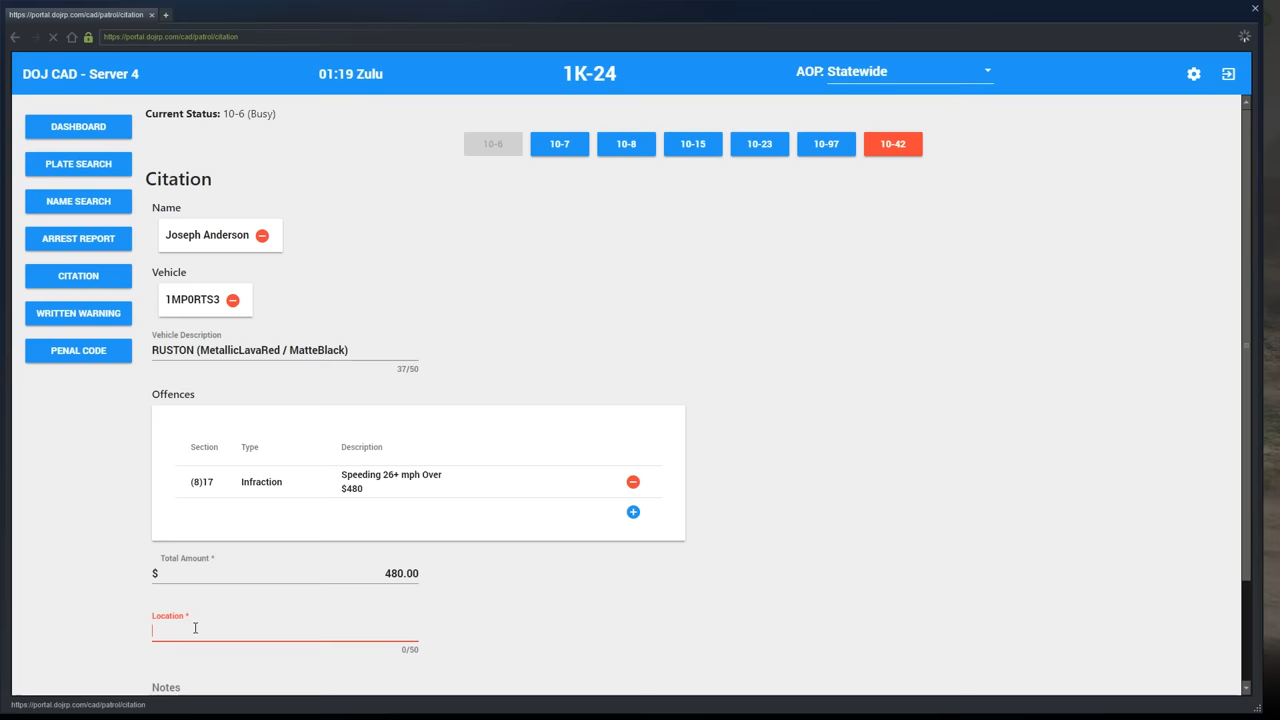 https://portal.dojrp.com/cad/patrol/citation
https://portal.dojrp.com/cad/patrol/citation
DOJ CAD - Server 4
01:19 Zulu
1K-24
AOP: Statewide
Current Status: 10-6 (Busy)
10-6
10-7
10-8
10-15
10-23
10-97
10-42
DASHBOARD
PLATE SEARCH
NAME SEARCH
ARREST REPORT
CITATION
WRITTEN WARNING
PENAL CODE
Citation
Name
Joseph Anderson
Vehicle
1MP0RTS3
Vehicle Description
RUSTON (MetallicLavaRed / MatteBlack)
37/50
Offences
Section Type Description
(8)17 Infraction Speeding 26+ mph Over
$480
Total Amount *
$ 480.00
Location *
0/50
Notes
https://portal.dojrp.com/cad/patrol/citation